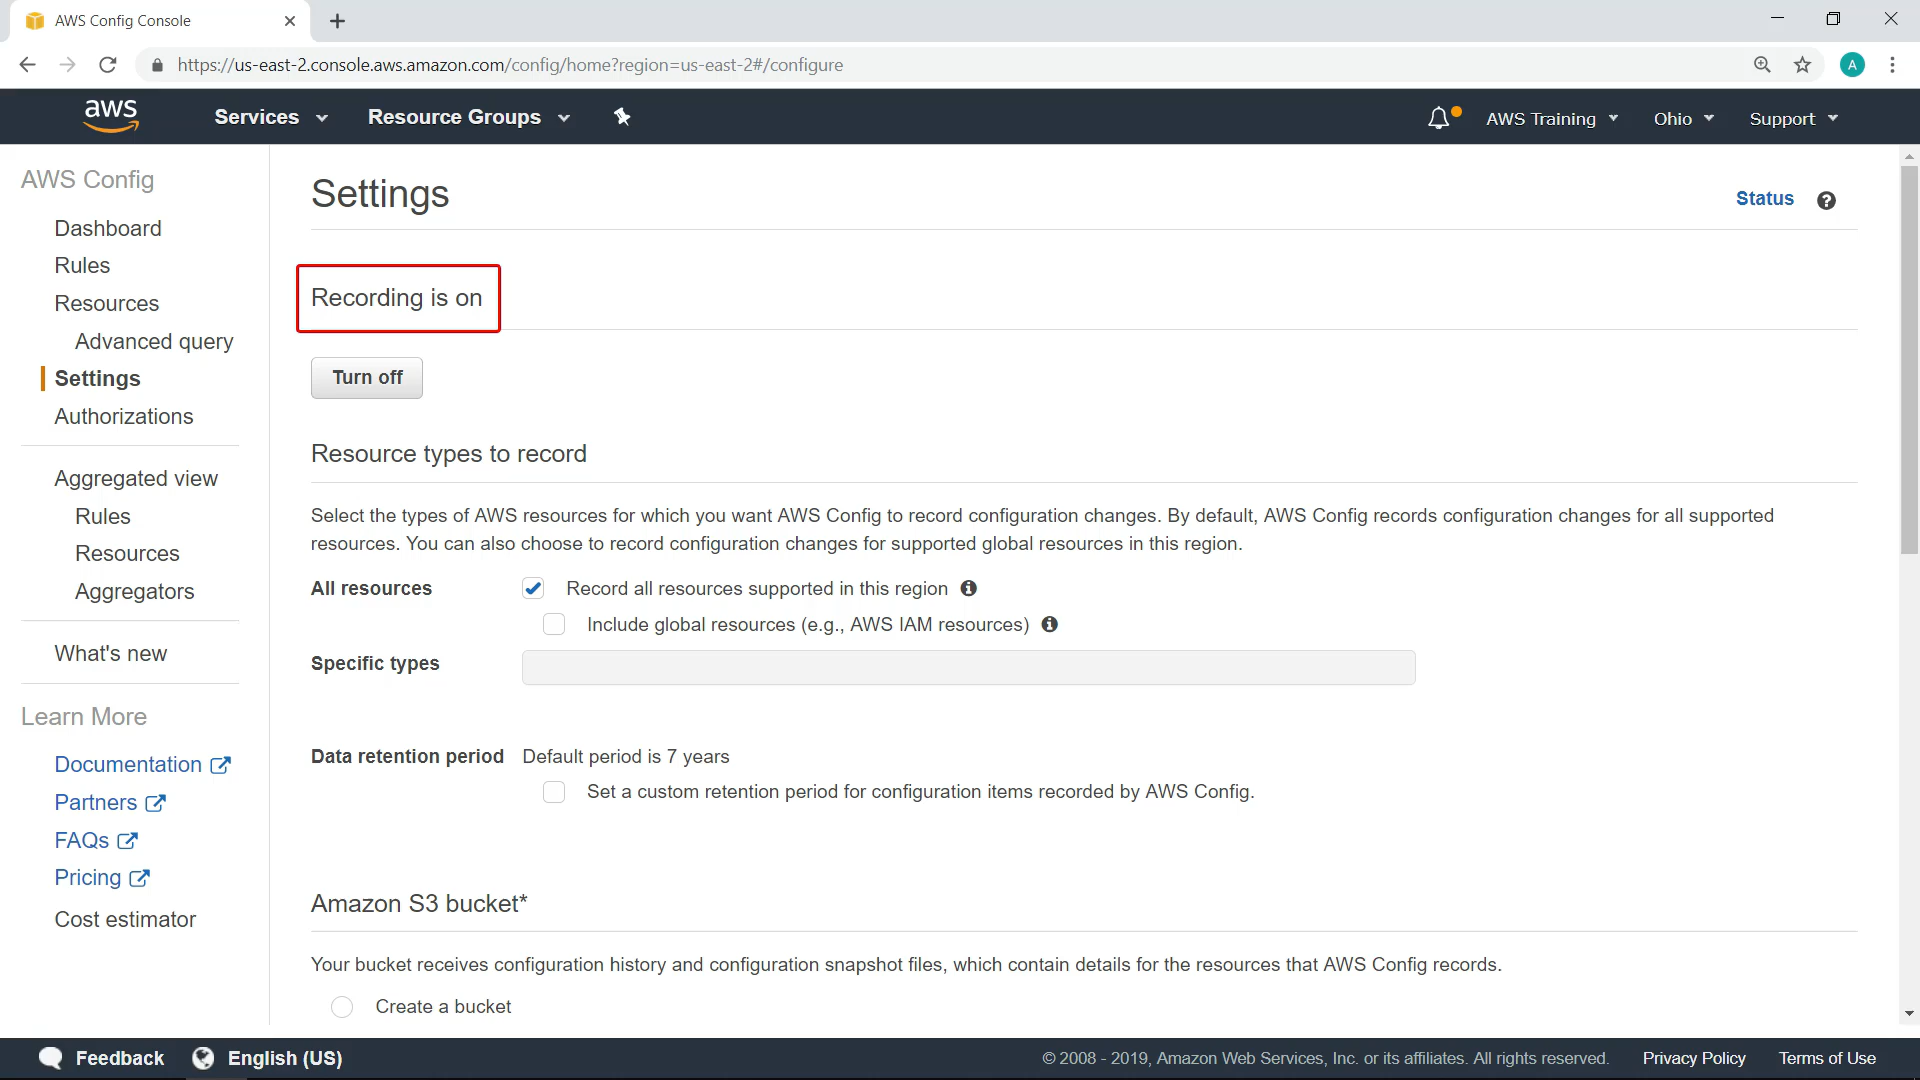 AWS Config Console
https://us-east-2.console.aws.amazon.com/config/home?region=us-east-2#/configure
A
aws
Services
Resource Groups
AWS Training
Ohio
Support
AWS Config
Dashboard
Rules
Resources
Advanced query
Settings
Authorizations
Aggregated view
Rules
Resources
Aggregators
What's new
Learn More
Documentation
Partners
FAQs
Pricing
Cost estimator
Settings
Status
Recording is on
Turn off
Resource types to record
Select the types of AWS resources for which you want AWS Config to record configuration changes. By default, AWS Config records configuration changes for all supported
resources. You can also choose to record configuration changes for supported global resources in this region.
All resources
Record all resources supported in this region
Include global resources (e.g., AWS IAM resources)
Specific types
Data retention period
Default period is 7 years
Set a custom retention period for configuration items recorded by AWS Config.
Amazon S3 bucket*
Your bucket receives configuration history and configuration snapshot files, which contain details for the resources that AWS Config records.
Create a bucket
Feedback
English (US)
© 2008 - 2019, Amazon Web Services, Inc. or its affiliates. All rights reserved.
Privacy Policy
Terms of Use